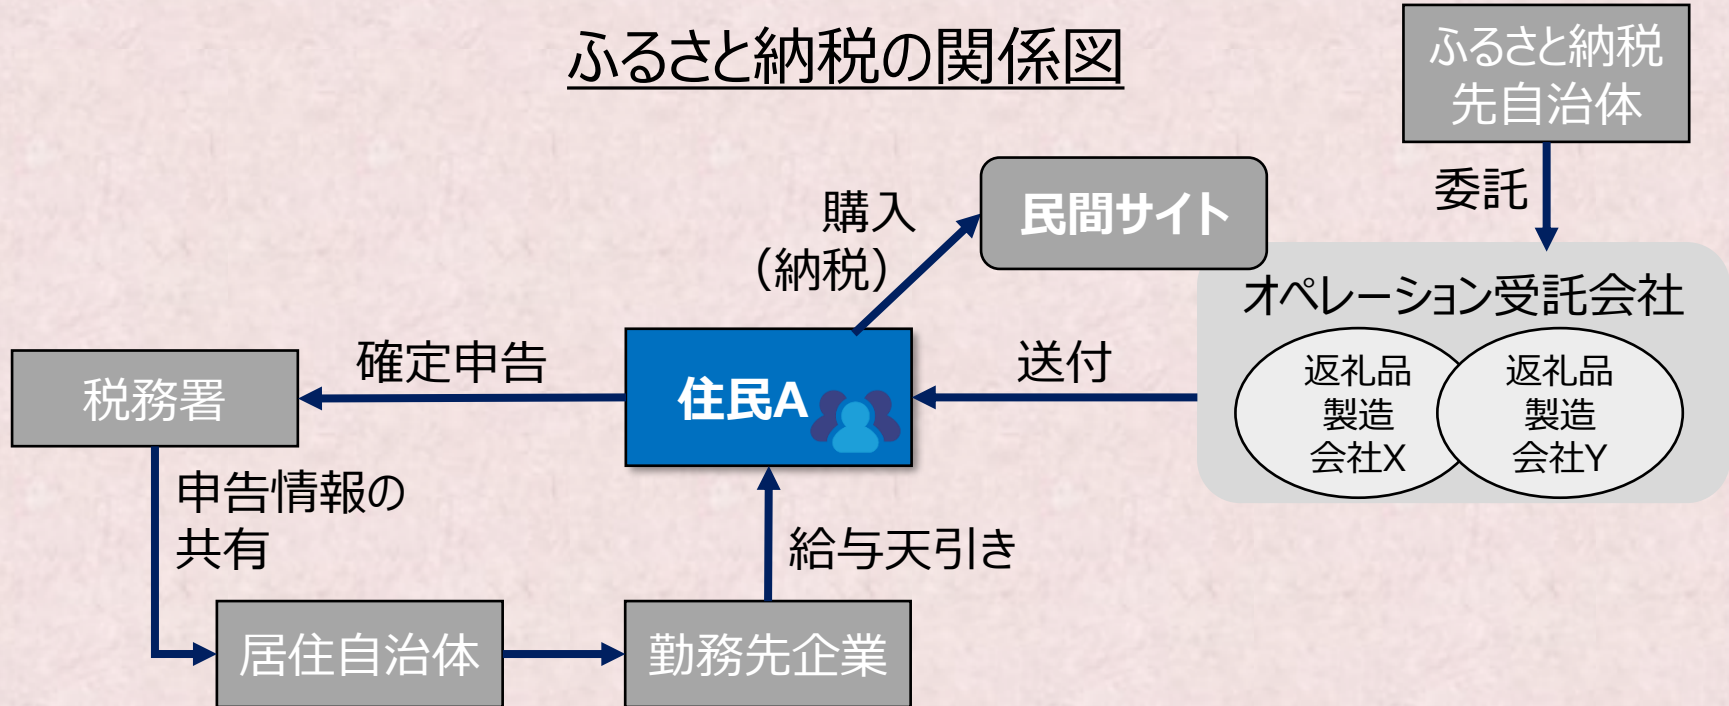 ふるさと納税の関係図
ふるさと納税
先自治体
委託
購入
（納税）
民間サイト
オペレーション受託会社
返礼品
製造
会社X
返礼品
製造
会社Y
送付
住民A
確定申告
税務署
申告情報の
共有
給与天引き
居住自治体
勤務先企業